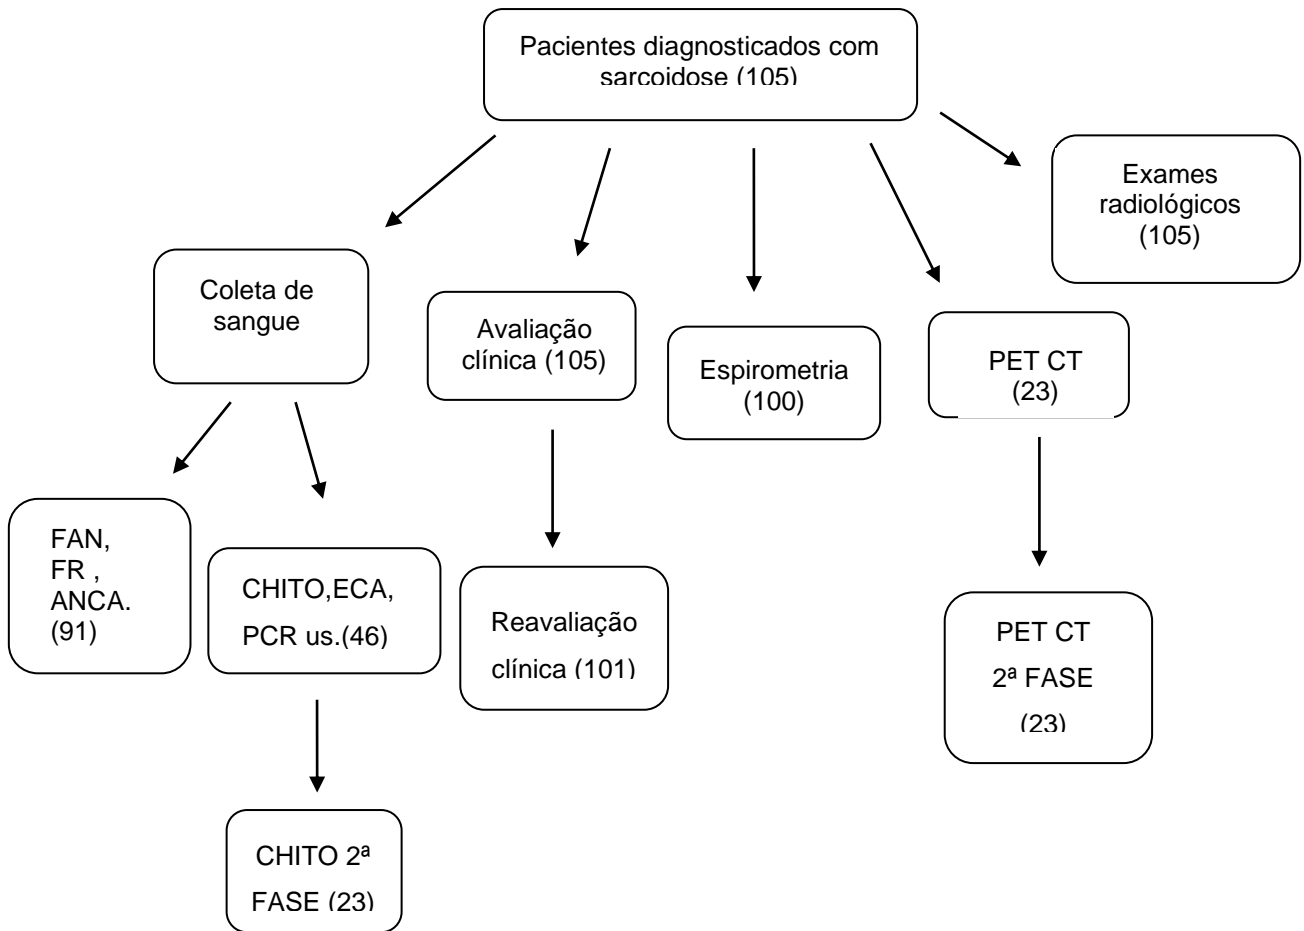 Pacientes diagnosticados com
sarcoidose (105)
Exames
radiológicos
(105)
Coleta de
sangue
Avaliação
clínica (105)
Espirometria
(100)
PET CT
(23)
FAN,
FR ,
ANCA.
(91)
CHITO,ECA,
PCR us.(46)
Reavaliação
clínica (101)
PET CT
2ª FASE
(23)
CHITO 2ª
FASE (23)